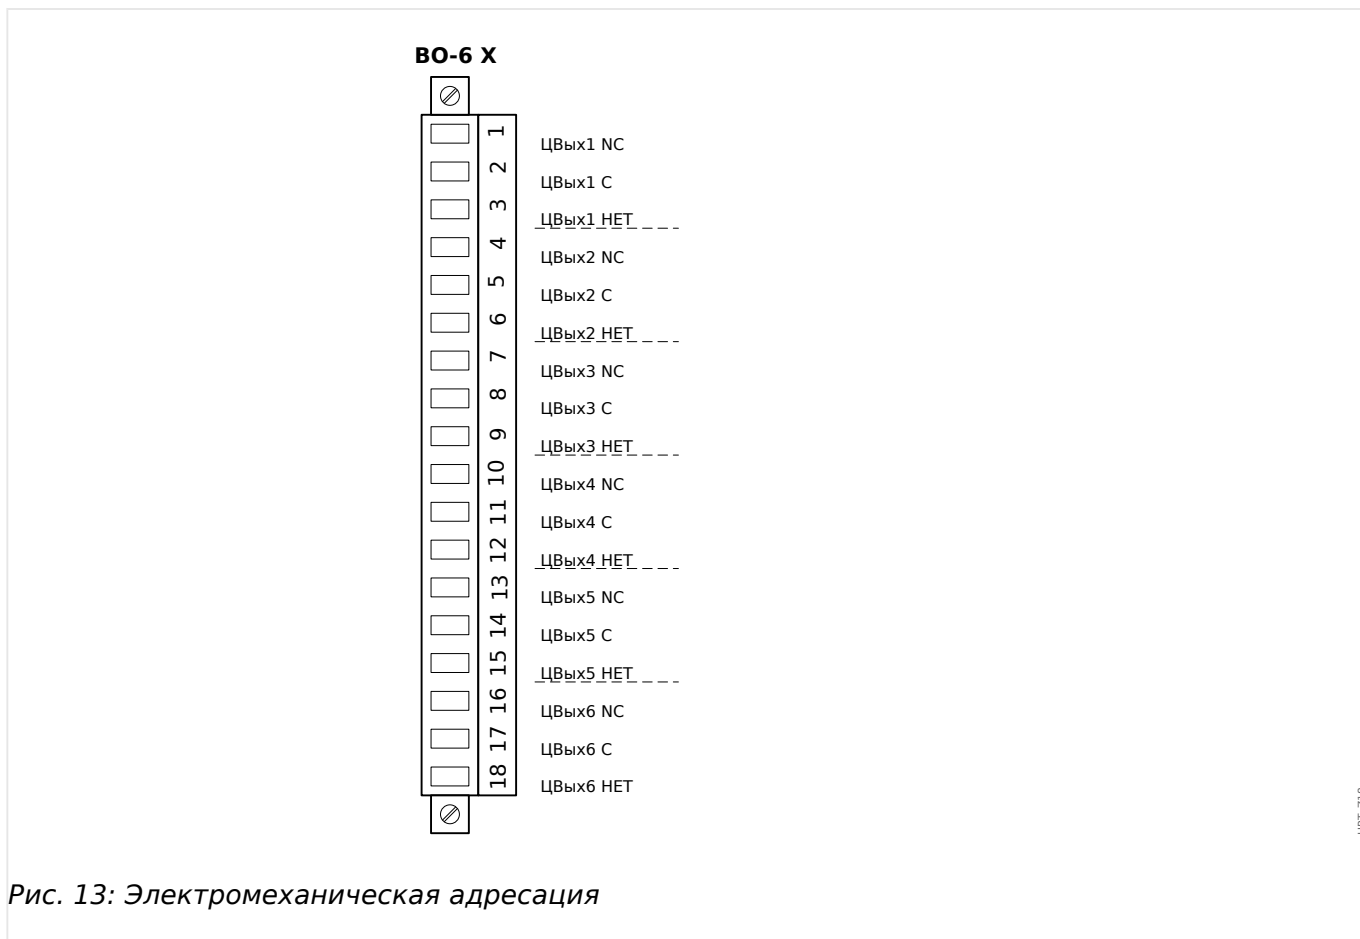 BO-6 X
1
ЦВых1 NC
2
ЦВых1 C
3
ЦВых1 НЕТ
4
ЦВых2 NC
5
ЦВых2 C
6
ЦВых2 НЕТ
7
ЦВых3 NC
8
ЦВых3 C
9
ЦВых3 НЕТ
10
ЦВых4 NC
11
ЦВых4 C
12
ЦВых4 НЕТ
13
ЦВых5 NC
14
ЦВых5 C
15
ЦВых5 НЕТ
16
ЦВых6 NC
17
ЦВых6 C
18
ЦВых6 НЕТ
Рис. 13: Электромеханическая адресация